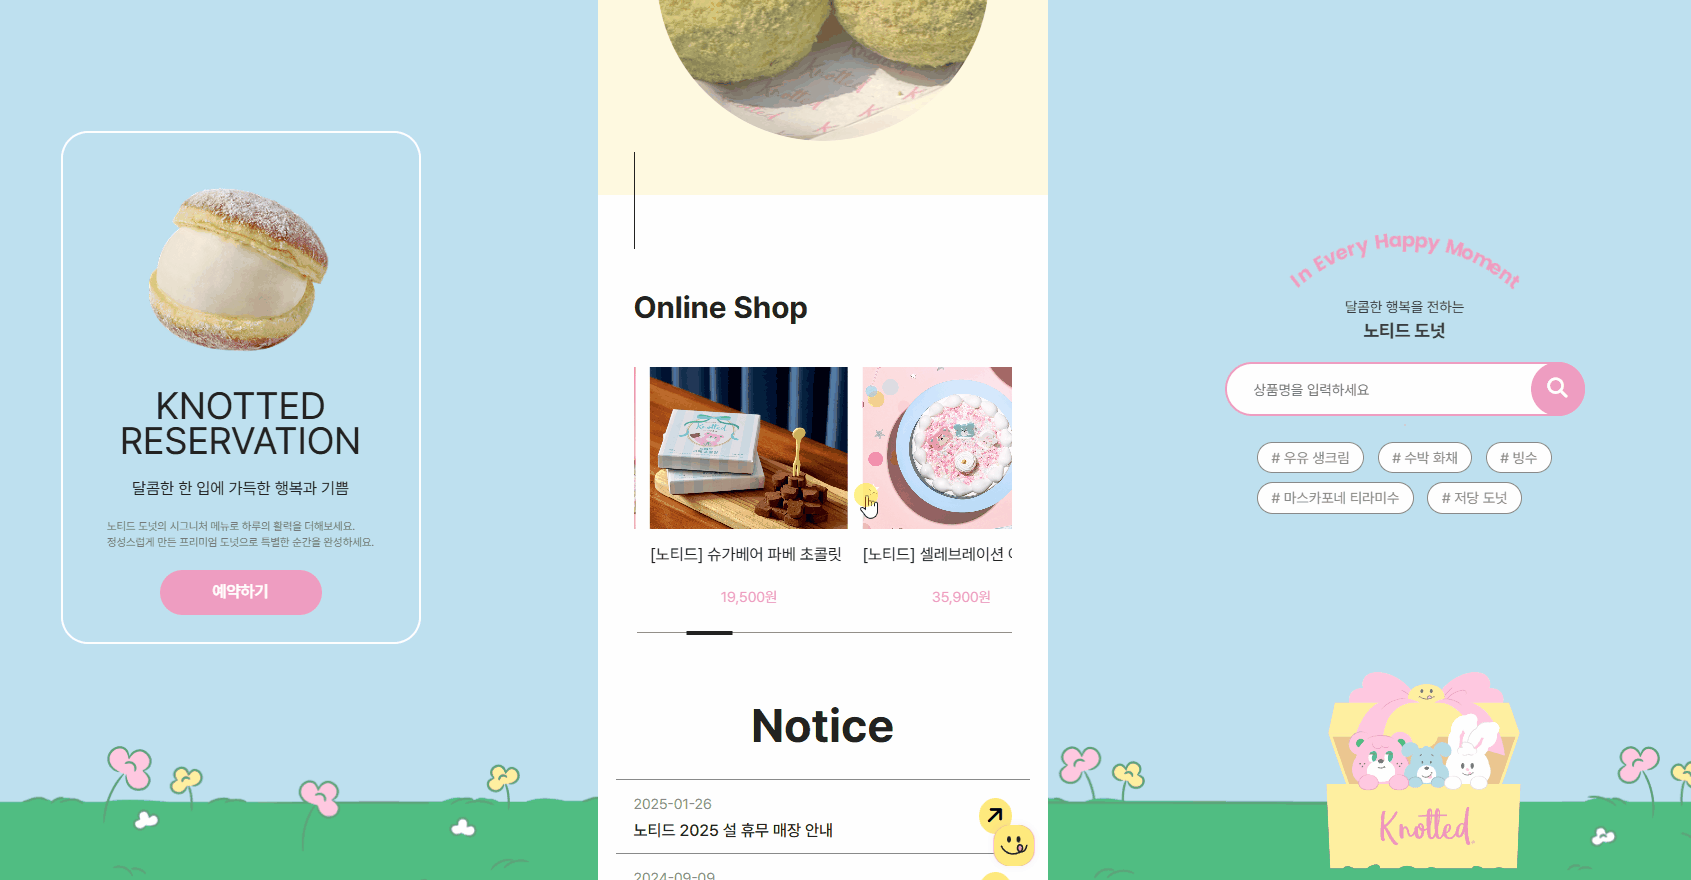 KNOTTED
RESERVATION
달콤한 한 입에 가득한 행복과 기쁨
노티드 도넛의 시그니처 메뉴로 하루의 활력을 더해보세요.
정성스럽게 만든 프리미엄 도넛으로 특별한 순간을 완성하세요.
예약하기
Knotted
Knotted
Online Shop
Knotted
[노티드] 슈가베어 파베 초콜릿
19,500원
[노티드] 셀레브레이션
35,900원
Notice
2025-01-26
노티드 2025 설 휴무 매장 안내
2024-09-09
In Every Happy Moment
달콤한 행복을 전하는
노티드 도넛
상품명을 입력하세요
# 우유 생크림
# 수박 화채
# 빙수
# 마스카포네 티라미수
# 저당 도넛
Knotted